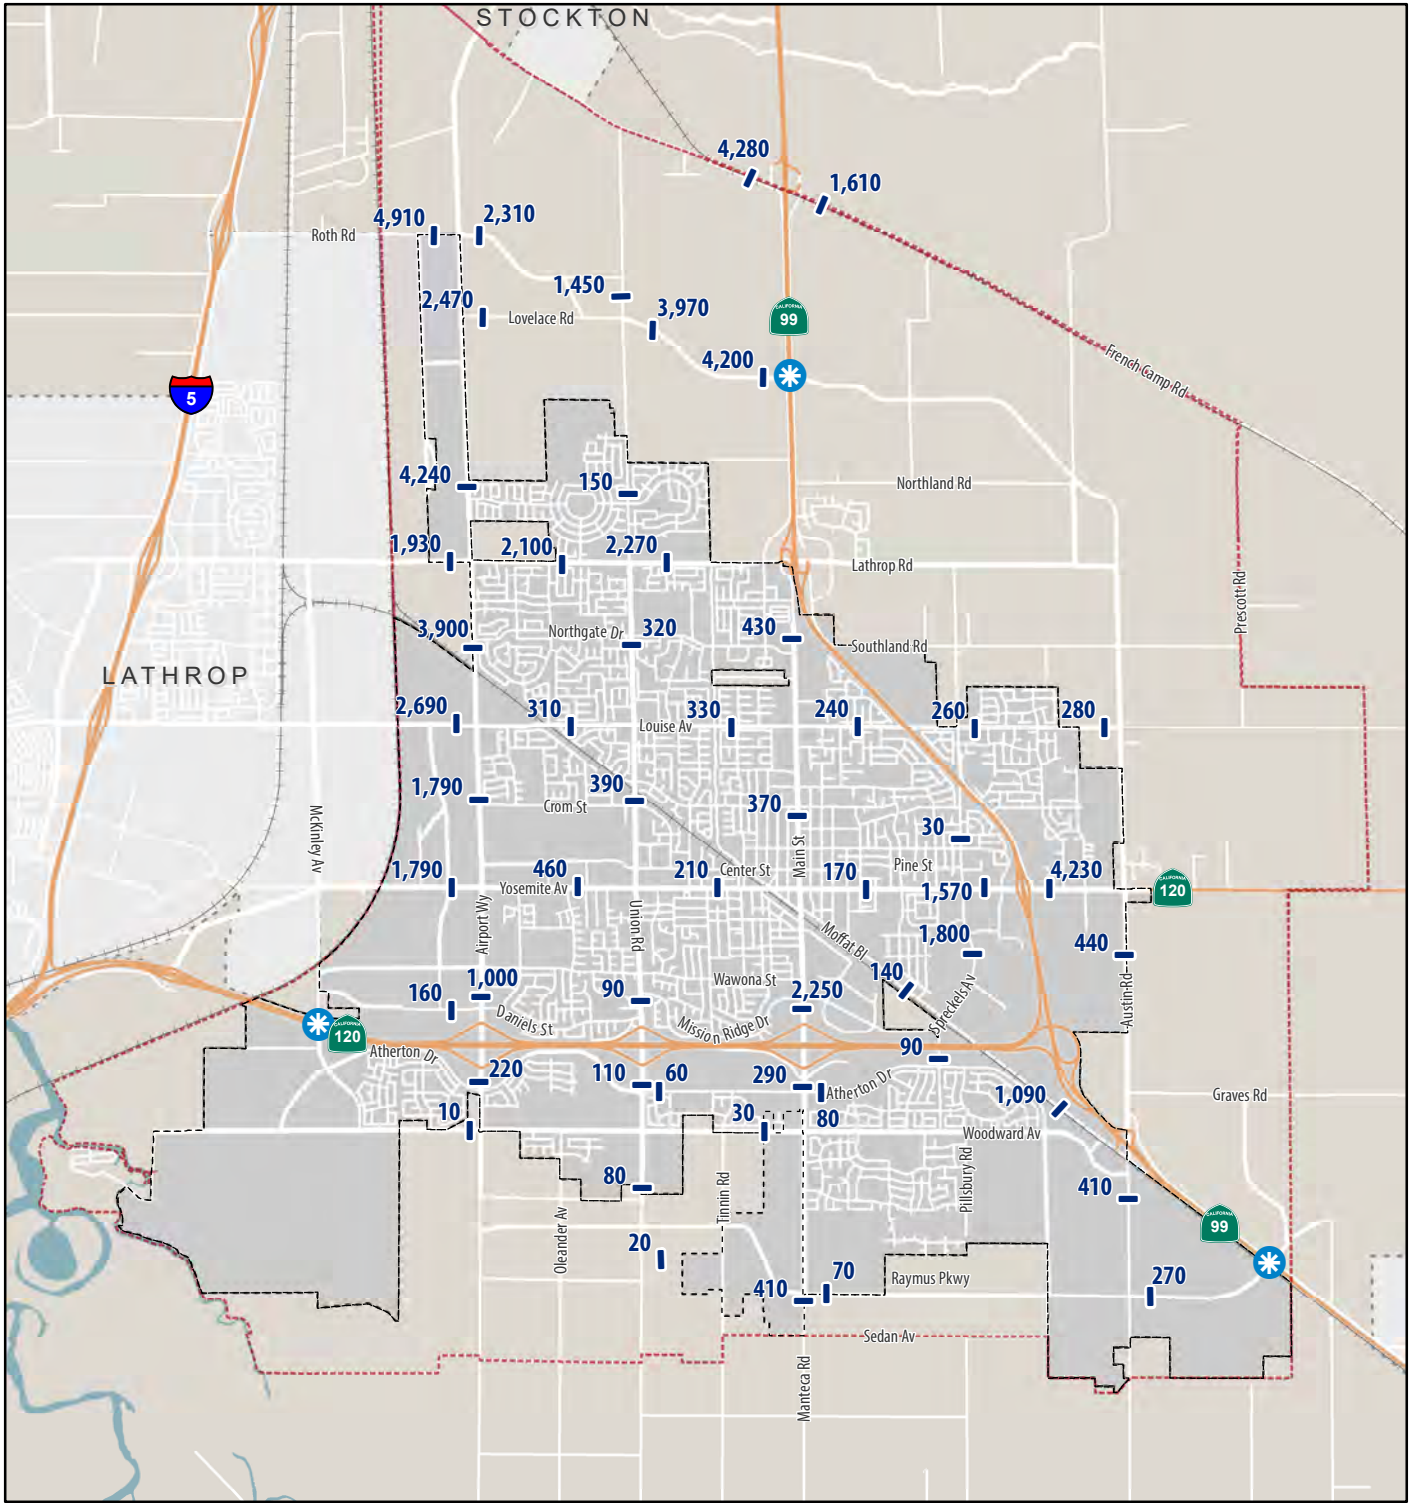 STOCKTON
4,280
1,610
4,910
2,310
Roth Rd
1,450
2,470
Lovelace Rd
3,970
CALIFORNIA
99
4,200
French Camp Rd
5
4,240
150
Northland Rd
1,930
2,100
2,270
Lathrop Rd
Prescott Rd
3,900
Northgate Dr
320
430
Southland Rd
LATHROP
2,690
310
Louise Av
330
240
260
280
1,790
Crom St
390
370
Main St
30
McKinley Av
Pine St
1,790
460
Yosemite Av
210
Center St
170
1,570
4,230
CALIFORNIA
120
Airport Wy
Union Rd
Moffat Bl
1,800
440
160
1,000
90
Wawona St
2,250
140
Spreckels Av
Austin Rd
Daniels St
Mission Ridge Dr
CALIFORNIA
120
Atherton Dr
220
110
60
290
Atherton Dr
90
1,090
Graves Rd
10
30
80
Woodward Av
80
Tinnin Rd
Pillsbury Rd
410
Oleander Av
20
CALIFORNIA
99
410
70
Raymus Pkwy
270
Sedan Av
Manteca Rd